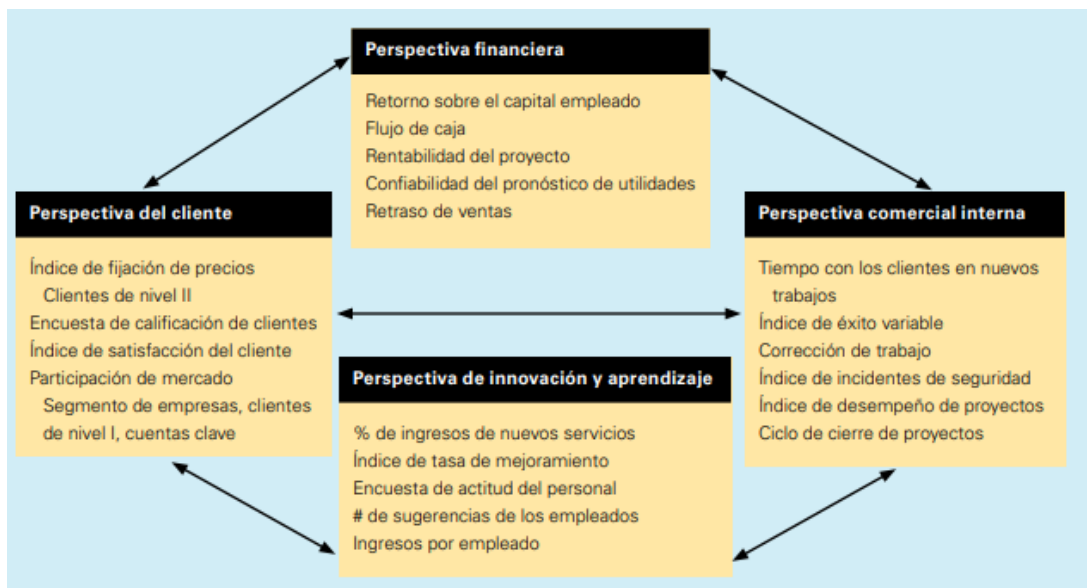 Perspectiva financiera
Retorno sobre el capital empleado
Flujo de caja
Rentabilidad del proyecto
Confiabilidad del pronóstico de utilidades
Retraso de ventas
Perspectiva del cliente
Índice de fijación de precios
Clientes de nivel II
Encuesta de calificación de clientes
Índice de satisfacción del cliente
Participación de mercado
Segmento de empresas, clientes
de nivel I, cuentas clave
Perspectiva comercial interna
Tiempo con los clientes en nuevos
trabajos
Índice de éxito variable
Corrección de trabajo
Índice de incidentes de seguridad
Índice de desempeño de proyectos
Ciclo de cierre de proyectos
Perspectiva de innovación y aprendizaje
% de ingresos de nuevos servicios
Índice de tasa de mejoramiento
Encuesta de actitud del personal
# de sugerencias de los empleados
Ingresos por empleado